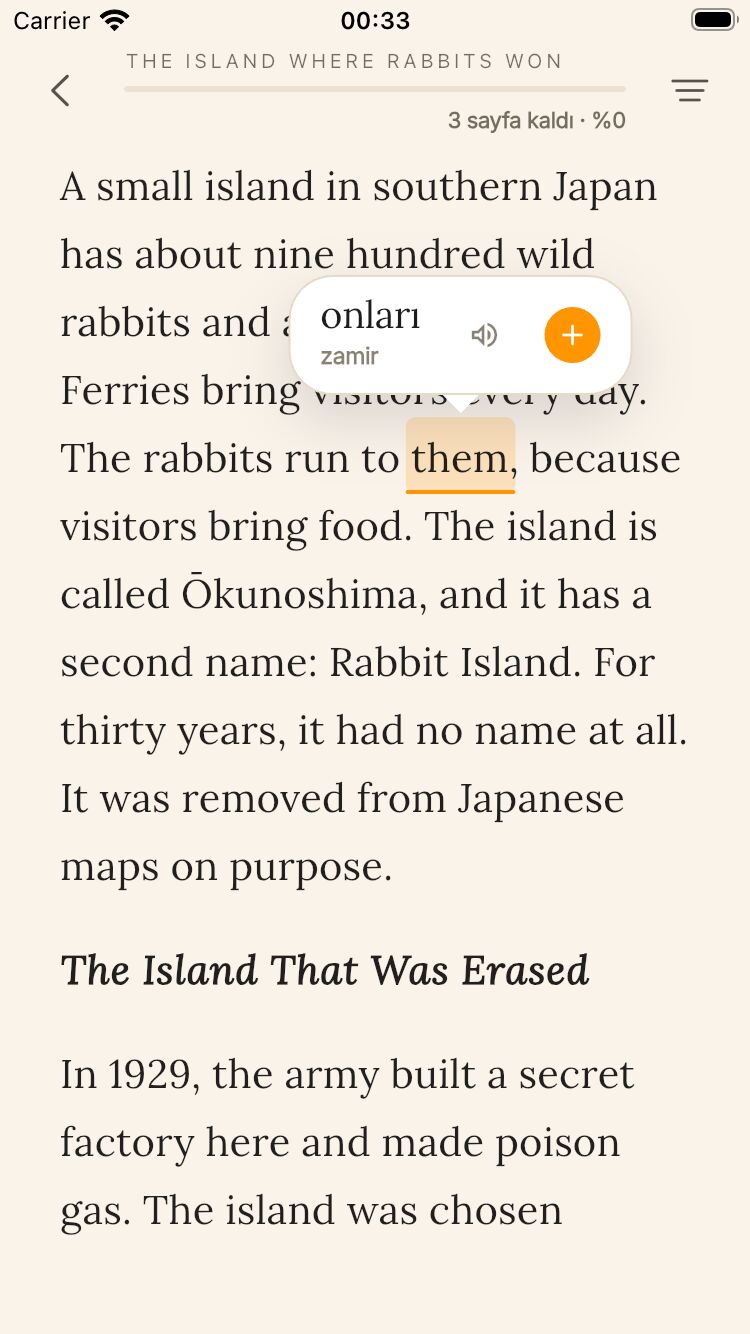 Carrier 00:33
THE ISLAND WHERE RABBITS WON
3 sayfa kaldı · %0
A small island in southern Japan
has about nine hundred wild
rabbits and
onları
zamir
Ferries bring visitors every day.
The rabbits run to them, because
visitors bring food. The island is
called Ōkunoshima, and it has a
second name: Rabbit Island. For
thirty years, it had no name at all.
It was removed from Japanese
maps on purpose.
The Island That Was Erased
In 1929, the army built a secret
factory here and made poison
gas. The island was chosen